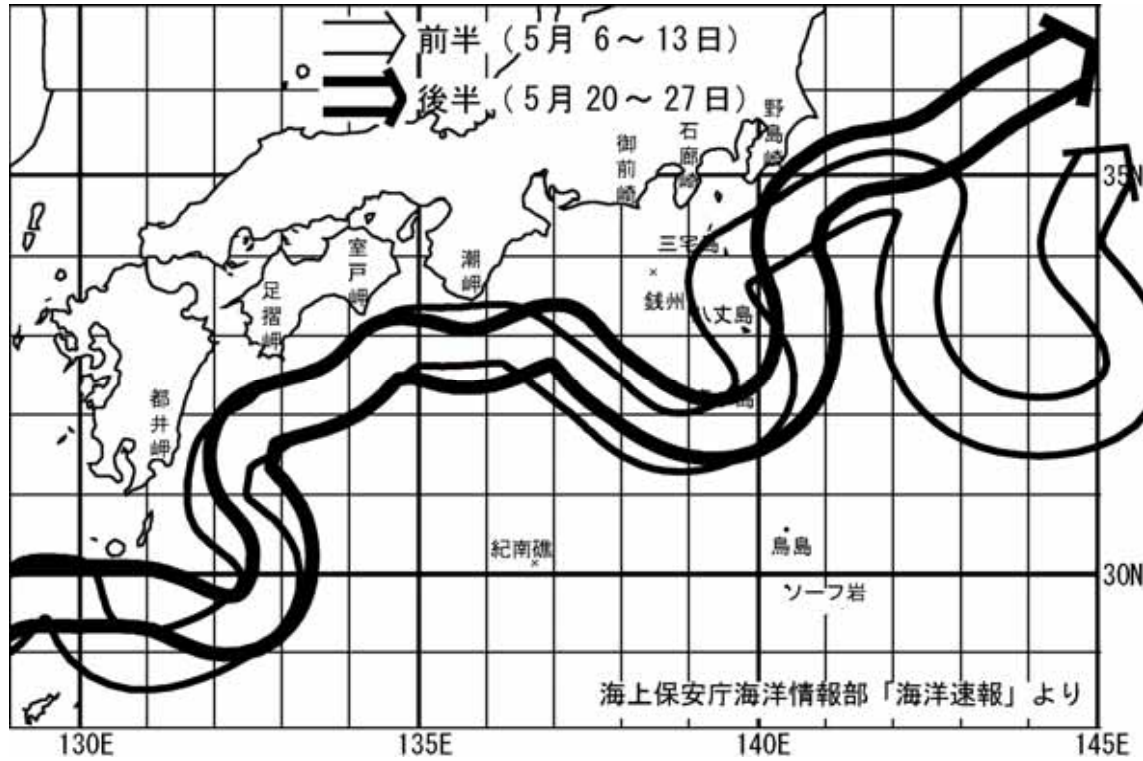 前半（5月 6～13日）
後半（5月 20～27日）
野島崎
石廊崎
御前崎
35N
三宅島
潮岬
室戸岬
足摺岬
銭州
八丈島
都井岬
紀南礁
鳥島
30N
ソーフ岩
海上保安庁海洋情報部「海洋速報」より
130E
135E
140E
145E